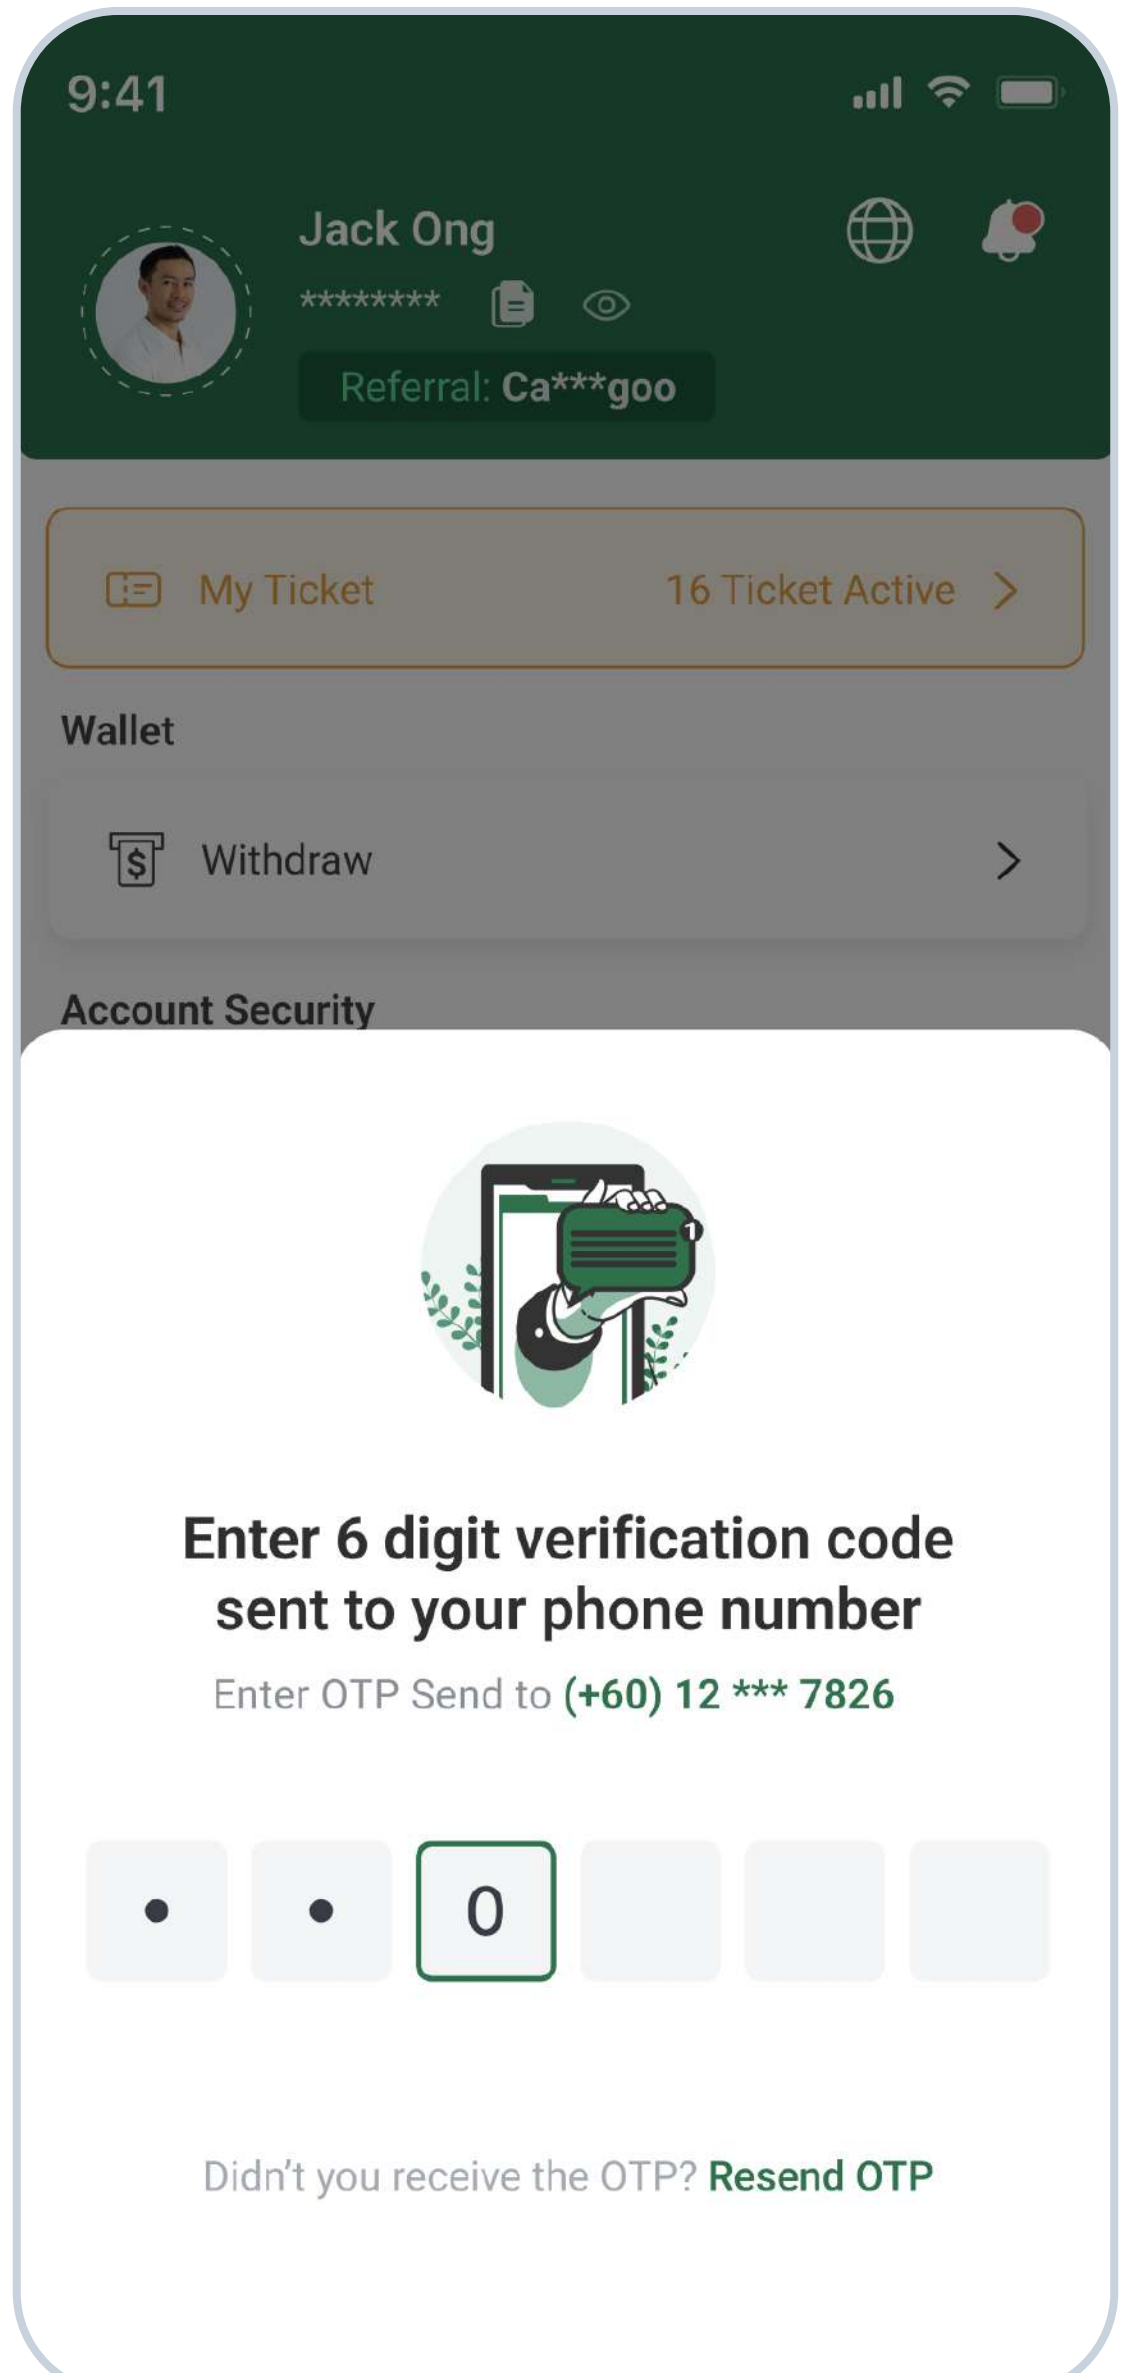 9:41
Jack Ong
********
Referral: Ca***goo
My Ticket
16 Ticket Active
Wallet
Withdraw
Account Security
1
Enter 6 digit verification code
sent to your phone number
Enter OTP Send to (+60) 12 *** 7826
0
Didn't you receive the OTP? Resend OTP